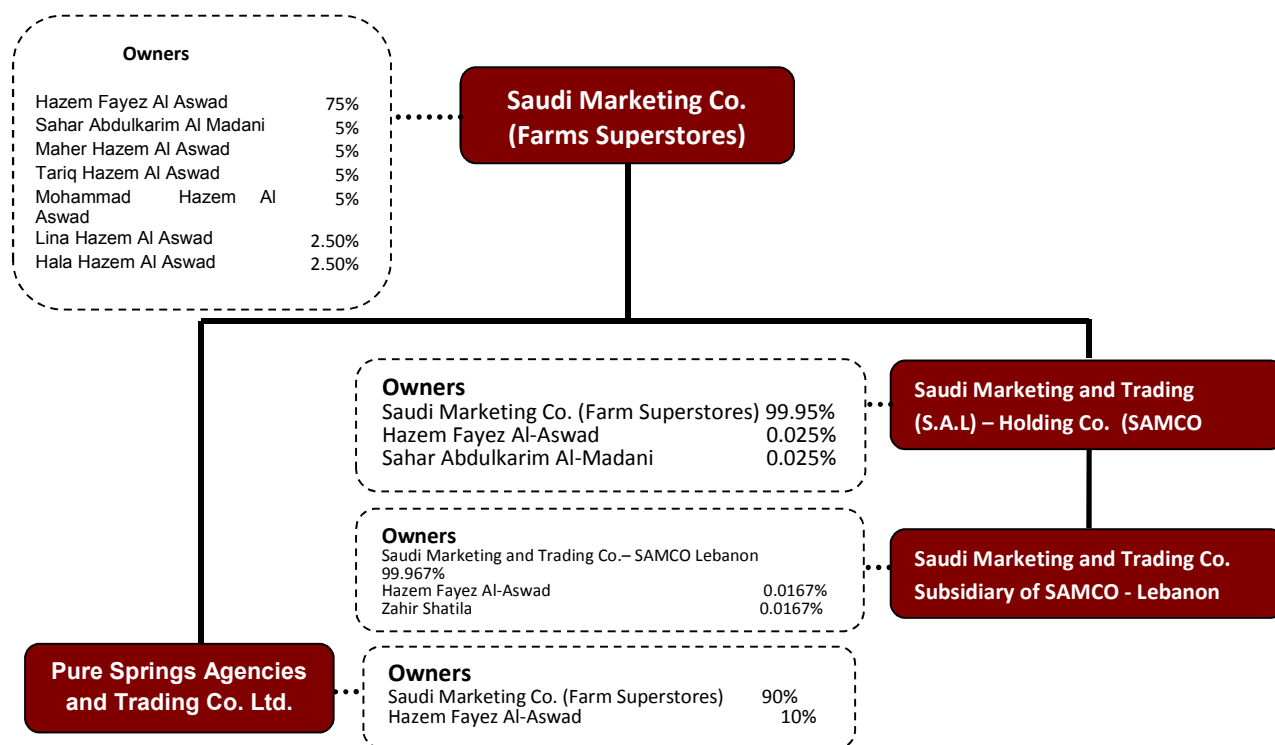 Owners
Hazem Fayez Al Aswad 75%
Sahar Abdulkarim Al Madani 5%
Maher Hazem Al Aswad 5%
Tariq Hazem Al Aswad 5%
Mohammad Hazem Al 5%
Aswad
Lina Hazem Al Aswad 2.50%
Hala Hazem Al Aswad 2.50%
Saudi Marketing Co.
(Farms Superstores)
Owners
Saudi Marketing Co. (Farm Superstores) 99.95%
Hazem Fayez Al-Aswad 0.025%
Sahar Abdulkarim Al-Madani 0.025%
Saudi Marketing and Trading
(S.A.L) – Holding Co. (SAMCO
Owners
Saudi Marketing and Trading Co.– SAMCO Lebanon
99.967%
Hazem Fayez Al-Aswad 0.0167%
Zahir Shatila 0.0167%
Saudi Marketing and Trading Co.
Subsidiary of SAMCO - Lebanon
Pure Springs Agencies
and Trading Co. Ltd.
Owners
Saudi Marketing Co. (Farm Superstores) 90%
Hazem Fayez Al-Aswad 10%